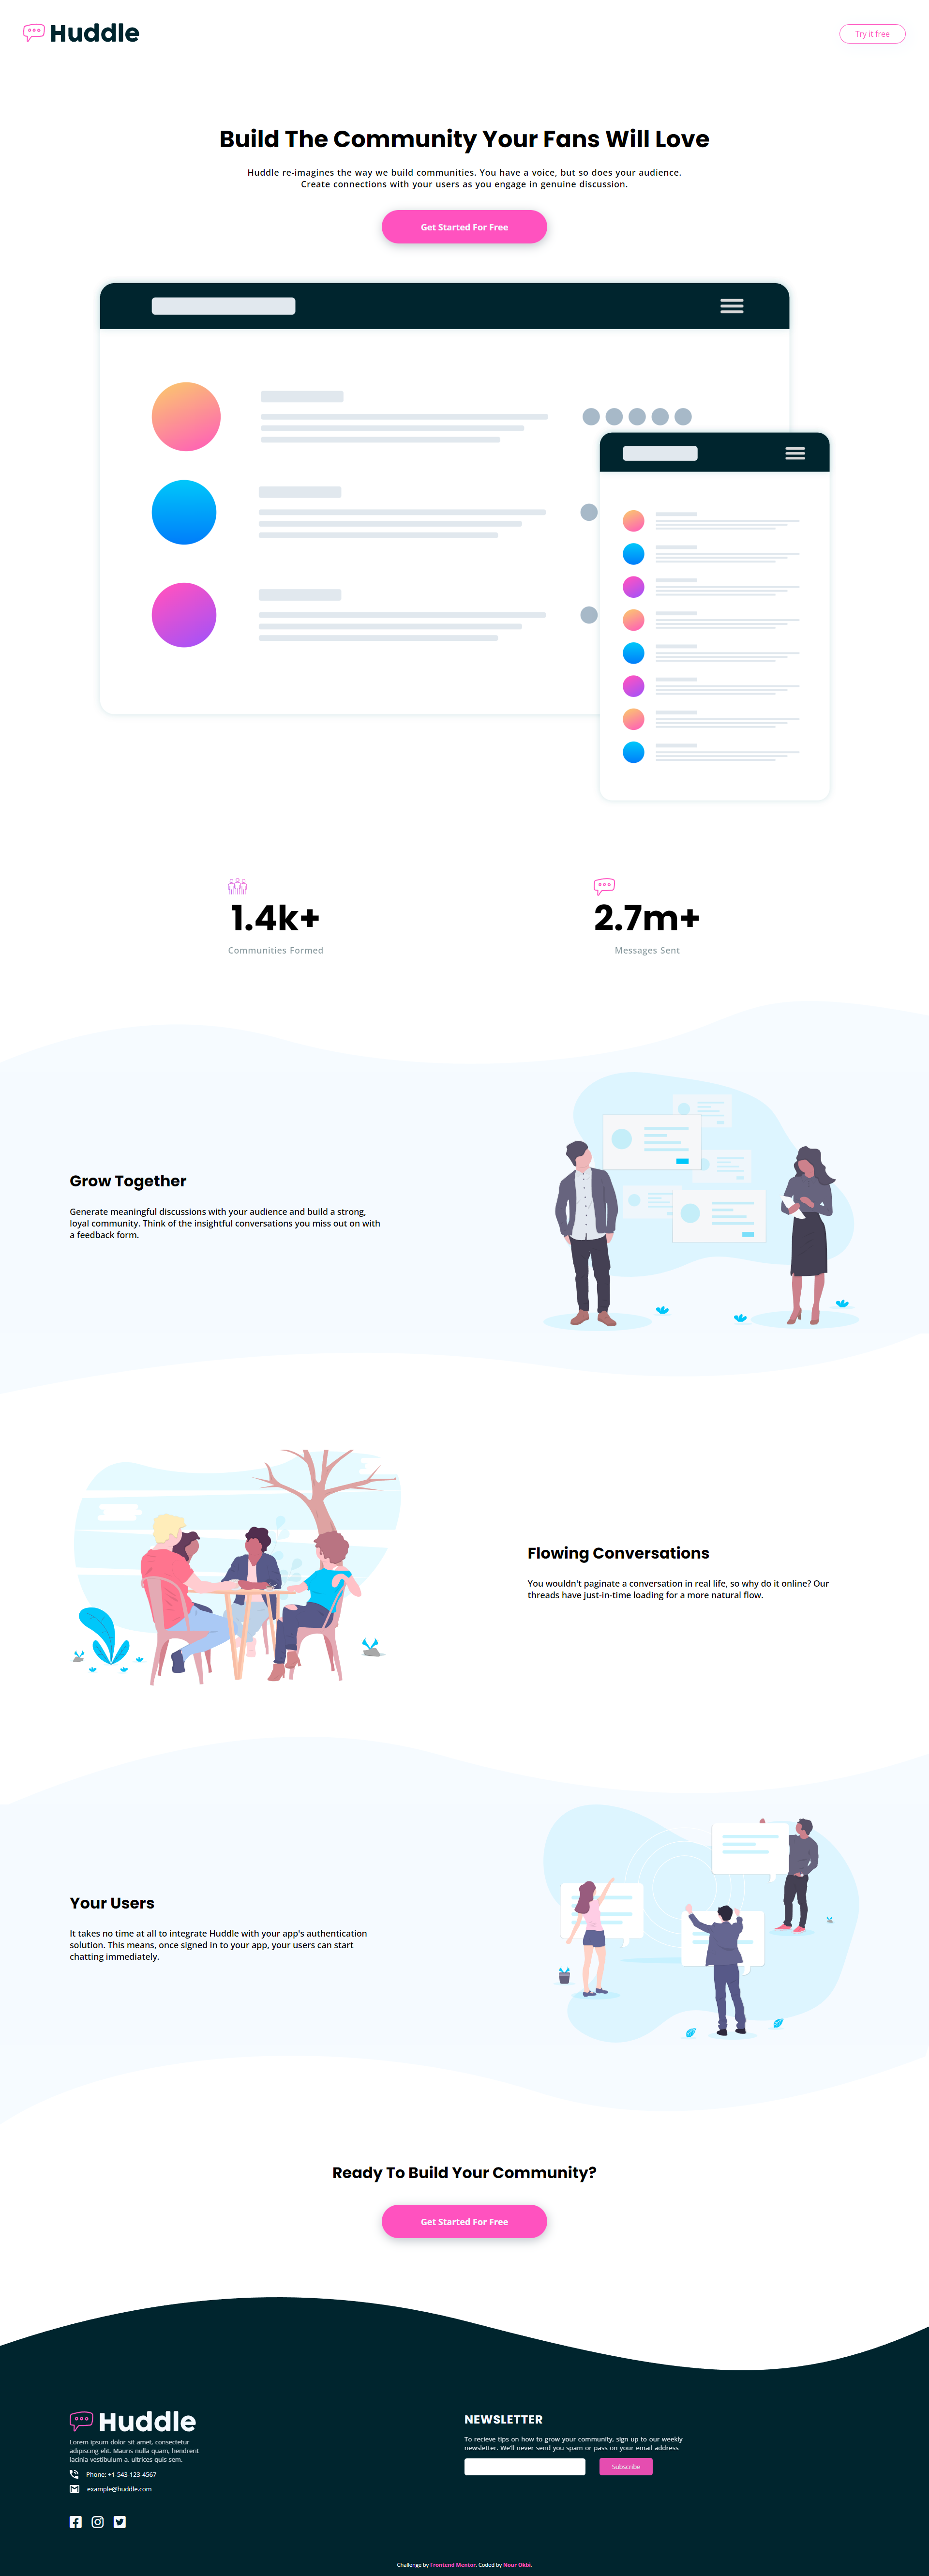 Huddle
Try it free
Build The Community Your Fans Will Love
Huddle re-imagines the way we build communities. You have a voice, but so does your audience.
Create connections with your users as you engage in genuine discussion.
Get Started For Free
1.4k+
Communities Formed
2.7m+
Messages Sent
Grow Together
Generate meaningful discussions with your audience and build a strong,
loyal community. Think of the insightful conversations you miss out on with
a feedback form.
Flowing Conversations
You wouldn't paginate a conversation in real life, so why do it online? Our
threads have just-in-time loading for a more natural flow.
Your Users
It takes no time at all to integrate Huddle with your app's authentication
solution. This means, once signed in to your app, your users can start
chatting immediately.
Ready To Build Your Community?
Get Started For Free
Huddle
Lorem ipsum dolor sit amet, consectetur
adipiscing elit. Mauris nulla quam, hendrerit
lacinia vestibulum a, ultrices quis sem.
Phone: +1-543-123-4567
example@huddle.com
NEWSLETTER
To recieve tips on how to grow your community, sign up to our weekly
newsletter. We'll never send you spam or pass on your email address
Subscribe
Challenge by Frontend Mentor. Coded by Nour Okbi.